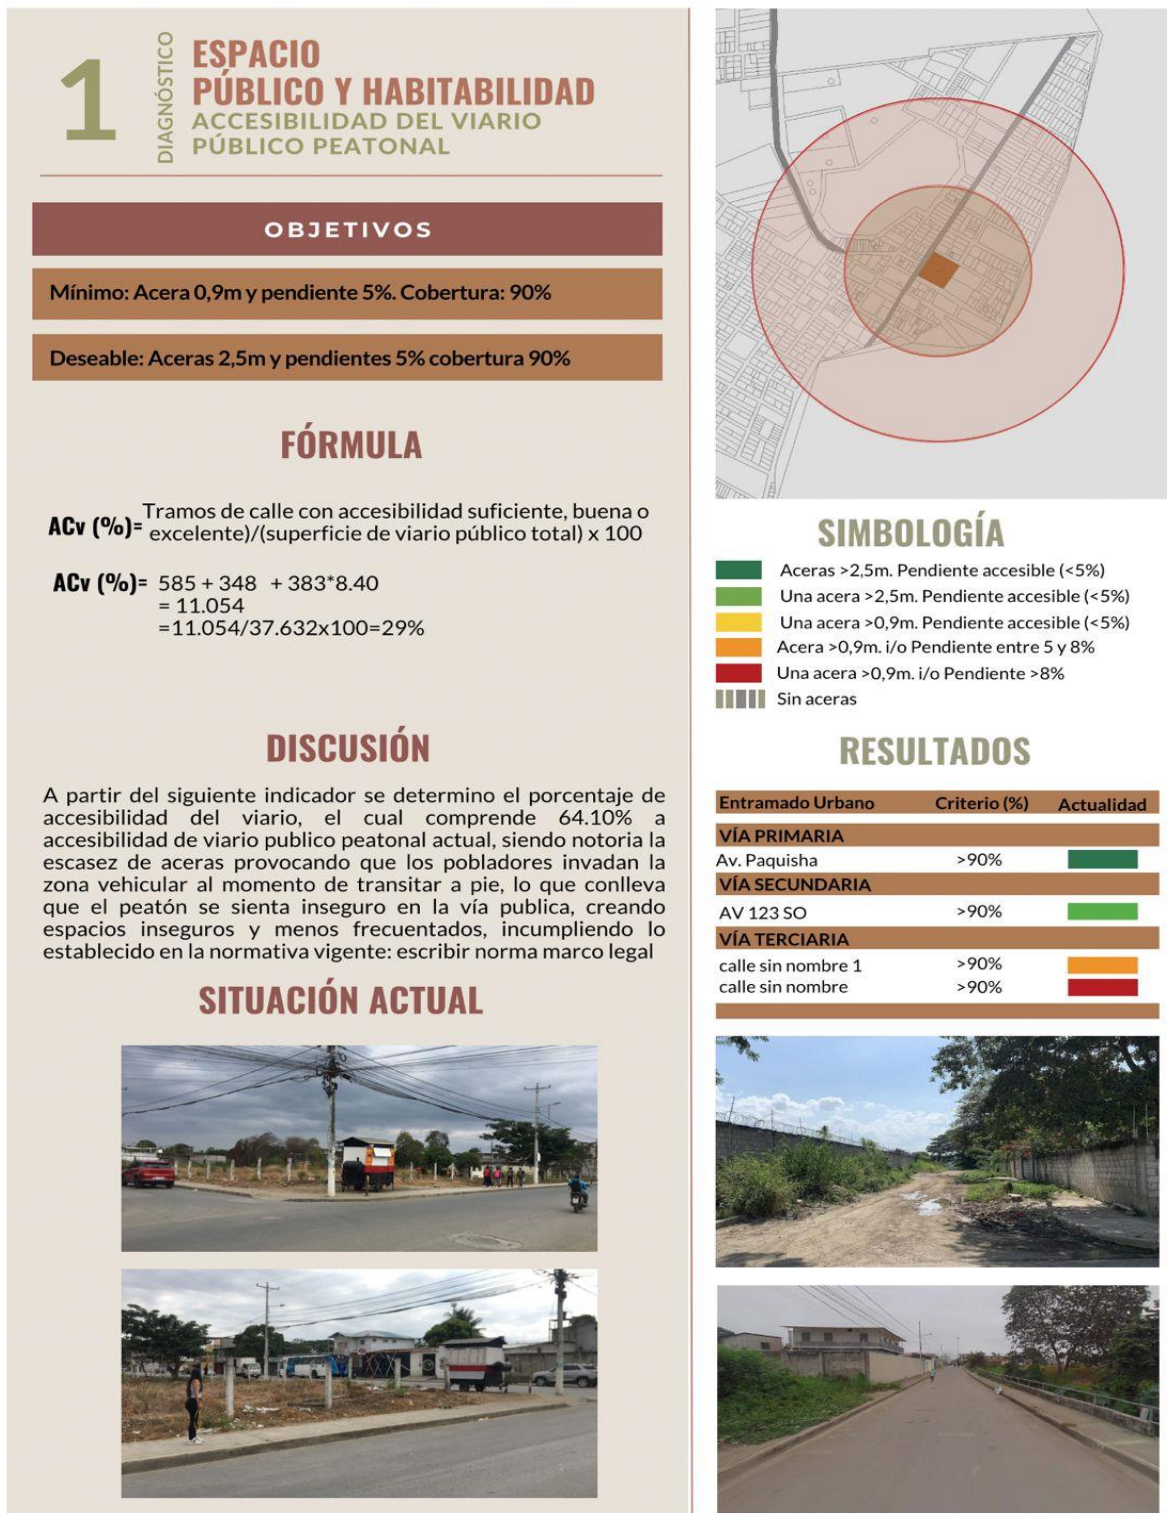 1
DIAGNÓSTICO
ESPACIO
PÚBLICO Y HABITABILIDAD
ACCESIBILIDAD DEL VIARIO
PÚBLICO PEATONAL
OBJETIVOS
Mínimo: Acera 0,9m y pendiente 5%. Cobertura: 90%
Deseable: Aceras 2,5m y pendientes 5% cobertura 90%
FÓRMULA
ACv (%)= Tramos de calle con accesibilidad suficiente, buena o
excelente)/(superficie de viario público total) x 100
ACv (%)= 585 + 348 + 383*8.40
= 11.054
=11.054/37.632x100=29%
DISCUSIÓN
A partir del siguiente indicador se determino el porcentaje de
accesibilidad del viario, el cual comprende 64.10% a
accesibilidad de viario publico peatonal actual, siendo notoria la
escasez de aceras provocando que los pobladores invadan la
zona vehicular al momento de transitar a pie, lo que conlleva
que el peatón se sienta inseguro en la vía publica, creando
espacios inseguros y menos frecuentados, incumpliendo lo
establecido en la normativa vigente: escribir norma marco legal
SITUACIÓN ACTUAL
SIMBOLOGÍA
Aceras >2,5m. Pendiente accesible (<5%)
Una acera >2,5m. Pendiente accesible (<5%)
Una acera >0,9m. Pendiente accesible (<5%)
Acera >0,9m. i/o Pendiente entre 5 y 8%
Una acera >0,9m. i/o Pendiente >8%
Sin aceras
RESULTADOS
Entramado Urbano Criterio (%) Actualidad
VÍA PRIMARIA
Av. Paquisha >90%
VÍA SECUNDARIA
AV 123 SO >90%
VÍA TERCIARIA
calle sin nombre 1 >90%
calle sin nombre >90%